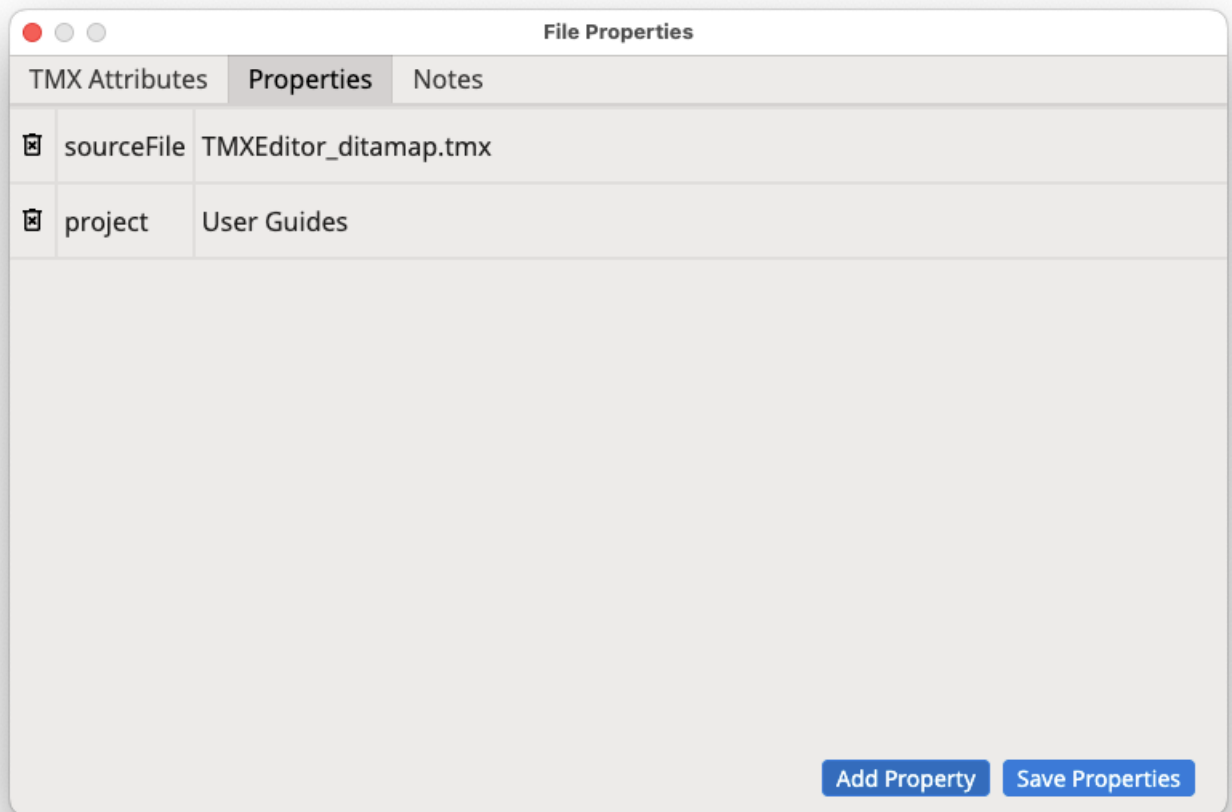 File Properties
TMX Attributes Properties Notes
sourceFile TMXEditor_ditamap.tmx
project User Guides
Add Property Save Properties